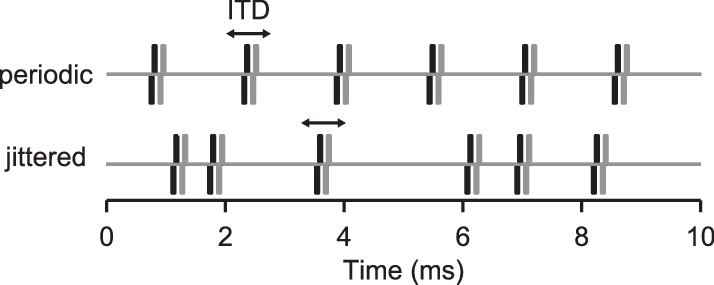 ITD
periodic
jittered
0 2 4 6 8 10
Time (ms)